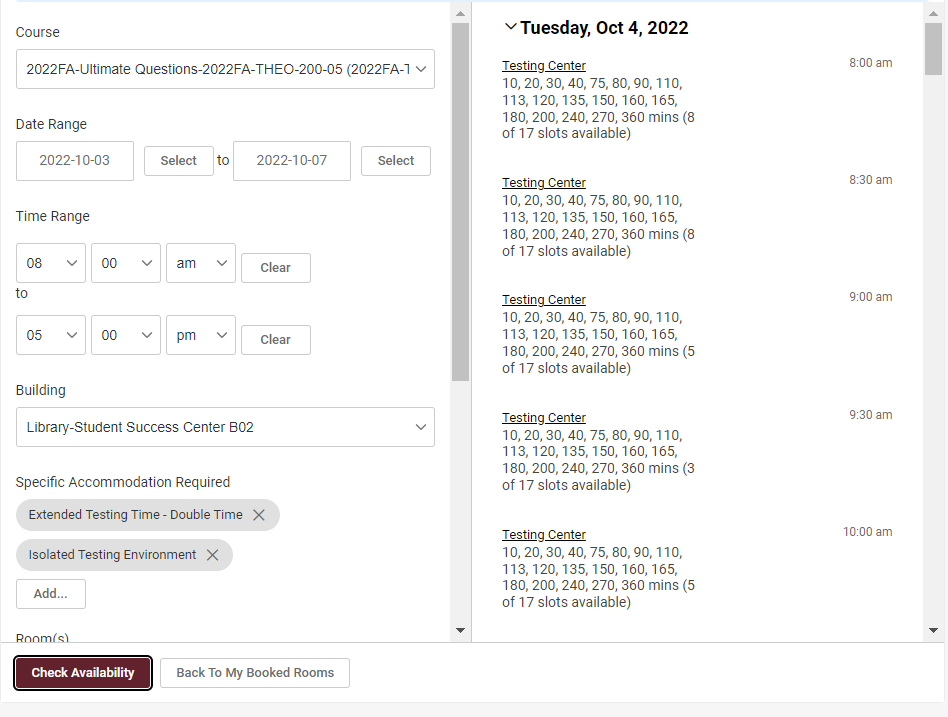 Course
2022FA-Ultimate Questions-2022FA-THEO-200-05 (2022FA-T
Date Range
2022-10-03 Select to 2022-10-07 Select
Time Range
08 00 am Clear
to
05 00 pm Clear
Building
Library-Student Success Center B02
Specific Accommodation Required
Extended Testing Time - Double Time
Isolated Testing Environment
Add...
Room(s)
Check Availability Back To My Booked Rooms
Tuesday, Oct 4, 2022
Testing Center 8:00 am
10, 20, 30, 40, 75, 80, 90, 110,
113, 120, 135, 150, 160, 165,
180, 200, 240, 270, 360 mins (8
of 17 slots available)
Testing Center 8:30 am
10, 20, 30, 40, 75, 80, 90, 110,
113, 120, 135, 150, 160, 165,
180, 200, 240, 270, 360 mins (8
of 17 slots available)
Testing Center 9:00 am
10, 20, 30, 40, 75, 80, 90, 110,
113, 120, 135, 150, 160, 165,
180, 200, 240, 270, 360 mins (5
of 17 slots available)
Testing Center 9:30 am
10, 20, 30, 40, 75, 80, 90, 110,
113, 120, 135, 150, 160, 165,
180, 200, 240, 270, 360 mins (3
of 17 slots available)
Testing Center 10:00 am
10, 20, 30, 40, 75, 80, 90, 110,
113, 120, 135, 150, 160, 165,
180, 200, 240, 270, 360 mins (5
of 17 slots available)